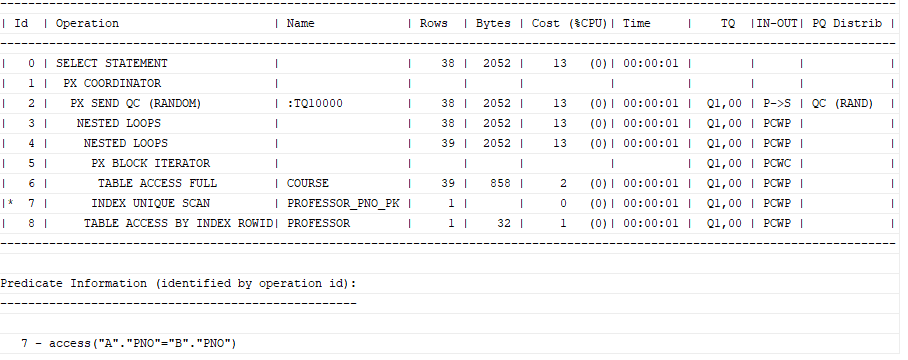 --------------------------------------------------------------------------------------------------------------------------------
| Id  | Operation                       | Name             | Rows  | Bytes | Cost (%CPU)| Time     |    TQ  |IN-OUT| PQ Distrib |
--------------------------------------------------------------------------------------------------------------------------------
|   0 | SELECT STATEMENT                |                  |    38 |  2052 |    13   (0)| 00:00:01 |        |      |            |
|   1 |  PX COORDINATOR                 |                  |       |       |            |          |        |      |            |
|   2 |   PX SEND QC (RANDOM)           | :TQ10000         |    38 |  2052 |    13   (0)| 00:00:01 |  Q1,00 | P->S | QC (RAND)  |
|   3 |    NESTED LOOPS                 |                  |    38 |  2052 |    13   (0)| 00:00:01 |  Q1,00 | PCWP |            |
|   4 |     NESTED LOOPS                |                  |    39 |  2052 |    13   (0)| 00:00:01 |  Q1,00 | PCWP |            |
|   5 |      PX BLOCK ITERATOR          |                  |       |       |            |          |  Q1,00 | PCWC |            |
|   6 |       TABLE ACCESS FULL         | COURSE           |    39 |   858 |     2   (0)| 00:00:01 |  Q1,00 | PCWP |            |
|*  7 |      INDEX UNIQUE SCAN          | PROFESSOR_PNO_PK |     1 |       |     0   (0)| 00:00:01 |  Q1,00 | PCWP |            |
|   8 |     TABLE ACCESS BY INDEX ROWID| PROFESSOR        |     1 |    32 |     1   (0)| 00:00:01 |  Q1,00 | PCWP |            |
--------------------------------------------------------------------------------------------------------------------------------
Predicate Information (identified by operation id):
---------------------------------------------------
   7 - access("A"."PNO"="B"."PNO")